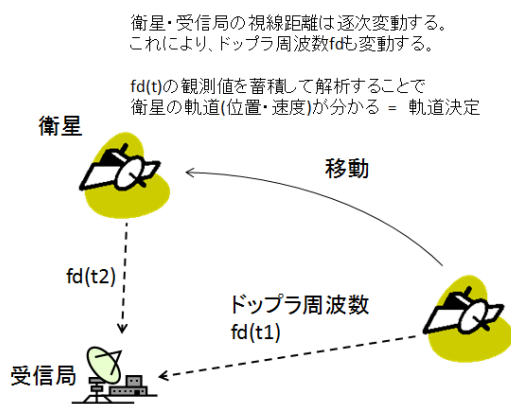 衛星・受信局の視線距離は逐次変動する。
これにより、ドップラ周波数fdも変動する。
fd(t)の観測値を蓄積して解析することで
衛星の軌道(位置・速度)が分かる = 軌道決定
衛星
移動
fd(t2)
ドップラ周波数
fd(t1)
受信局